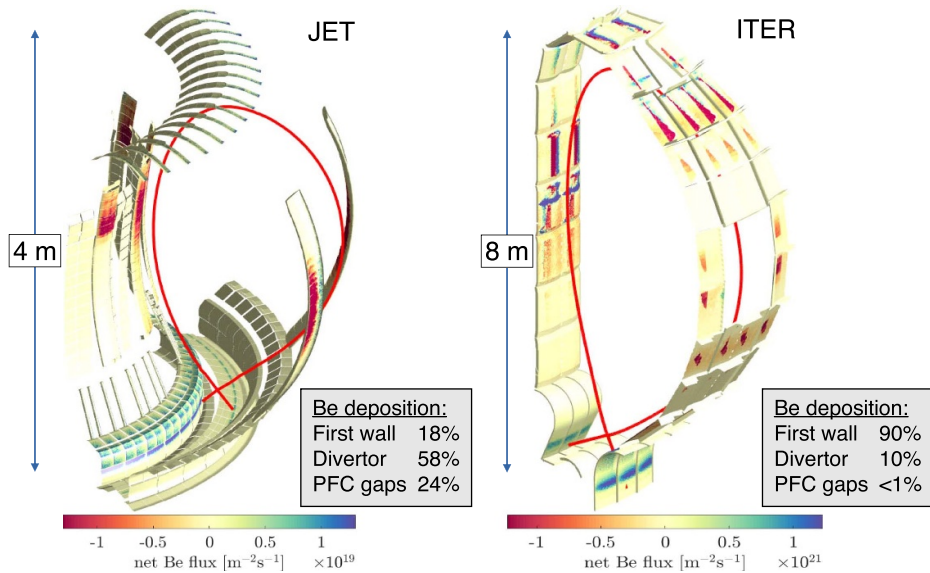 JET
4 m
Be deposition:
First wall 18%
Divertor 58%
PFC gaps 24%
-1 -0.5 0 0.5 1
net Be flux [m⁻²s⁻¹] ×10¹⁹
ITER
8 m
Be deposition:
First wall 90%
Divertor 10%
PFC gaps <1%
-1 -0.5 0 0.5 1
net Be flux [m⁻²s⁻¹] ×10²¹